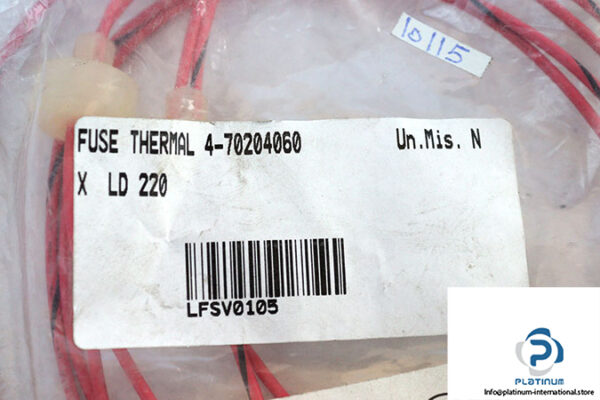 10115
FUSE THERMAL 4-70204060 Un.Mis. N
X LD 220
LFSV0105
PLATINUM
Info@platinum-international.store